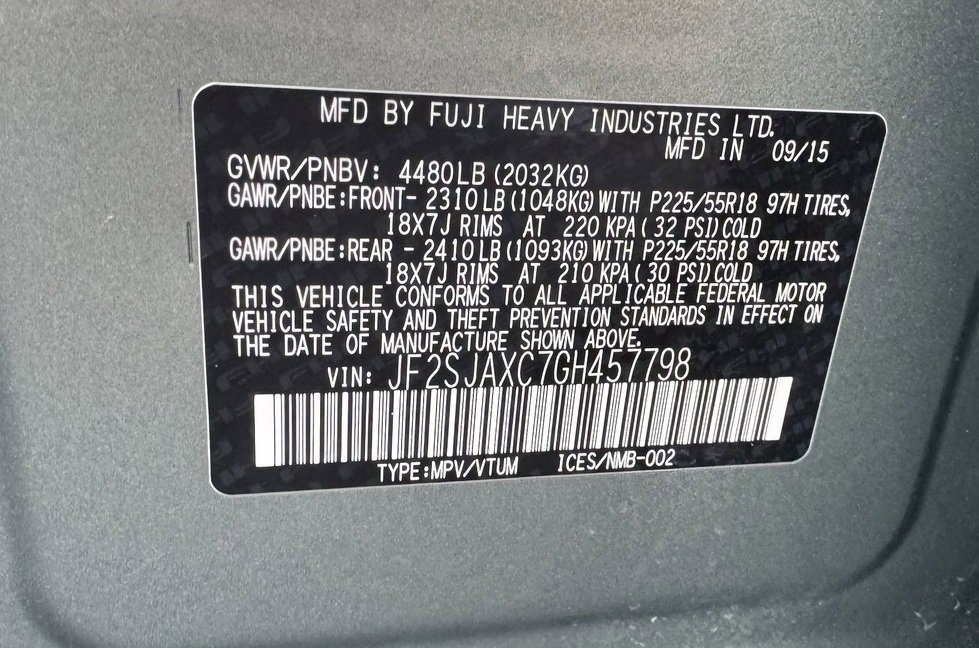 MFD BY FUJI HEAVY INDUSTRIES LTD.
MFD IN 09/15
GVWR/PNBV: 4480LB (2032KG)
GAWR/PNBE:FRONT- 2310LB (1048KG) WITH P225/55R18 97H TIRES,
18X7J RIMS AT 220 KPA ( 32 PSI) COLD
GAWR/PNBE:REAR - 2410LB (1093KG) WITH P225/55R18 97H TIRES,
18X7J RIMS AT 210 KPA ( 30 PSI) COLD
THIS VEHICLE CONFORMS TO ALL APPLICABLE FEDERAL MOTOR
VEHICLE SAFETY AND THEFT PREVENTION STANDARDS IN EFFECT ON
THE DATE OF MANUFACTURE SHOWN ABOVE.
VIN: JF2SJAXC7GH457798
TYPE:MPV/VTUM ICES/NMB-002